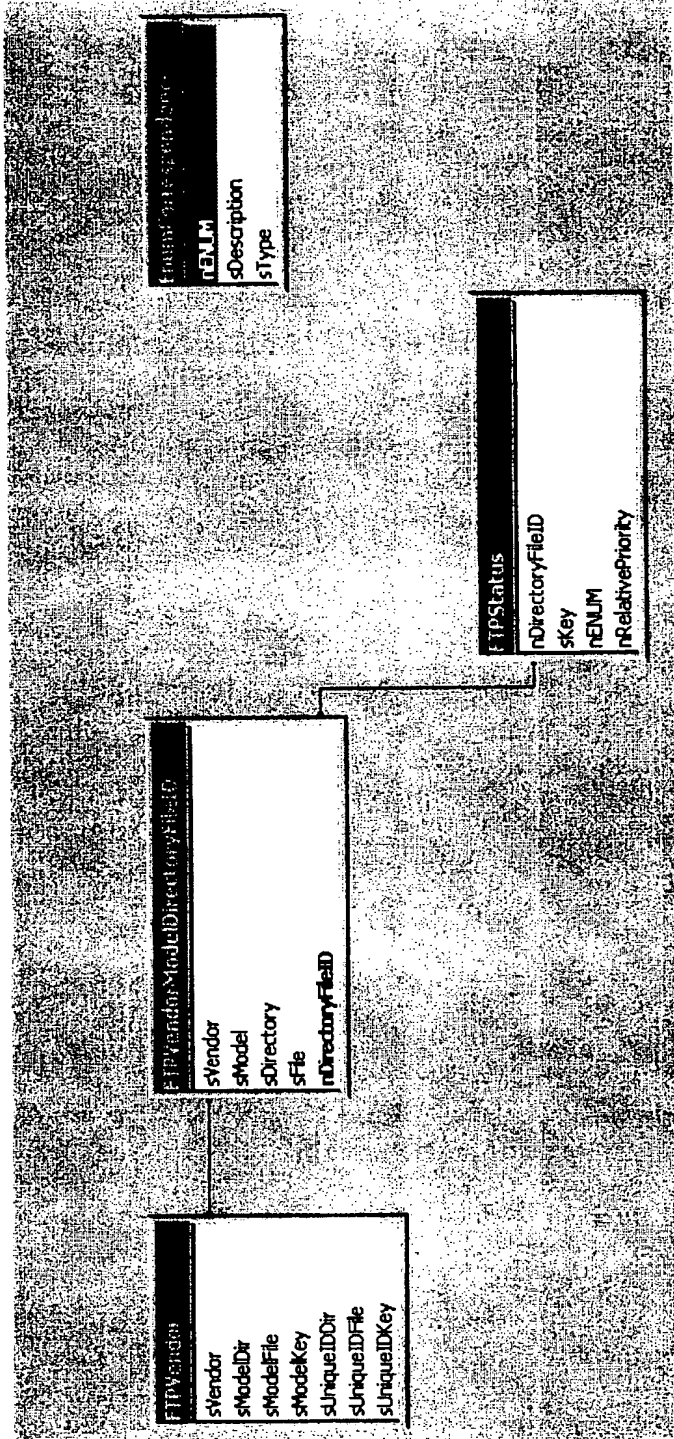 FTPVendor
sVendor
sModelDir
sModelFile
sModelKey
sUniqueIDDir
sUniqueIDFile
sUniqueIDKey
FTPVendorModelDirectoryFileID
sVendor
sModel
sDirectory
sFile
nDirectoryFileID
FTPStatus
nDirectoryFileID
sKey
nENUM
nRelativePriority
nENUM
sDescription
sType